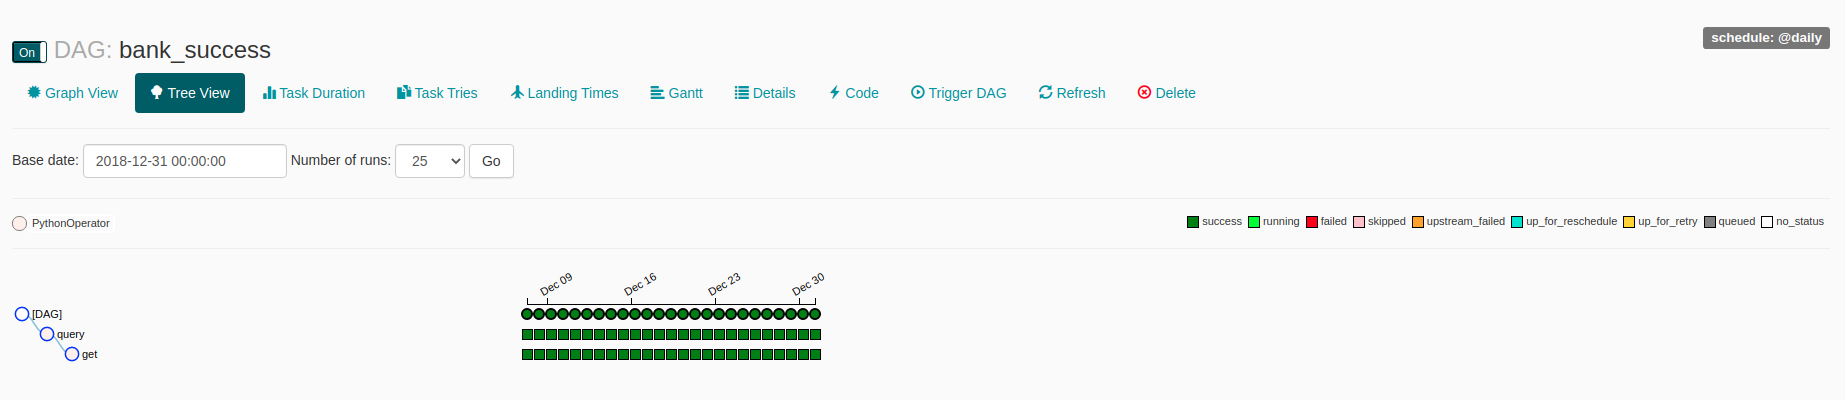 On DAG: bank_success schedule: @daily
Graph View Tree View Task Duration Task Tries Landing Times Gantt Details Code Trigger DAG Refresh Delete
Base date: 2018-12-31 00:00:00 Number of runs: 25 Go
PythonOperator success running failed skipped upstream_failed up_for_reschedule up_for_retry queued no_status
Dec 09 Dec 16 Dec 23 Dec 30
[DAG]
query
get